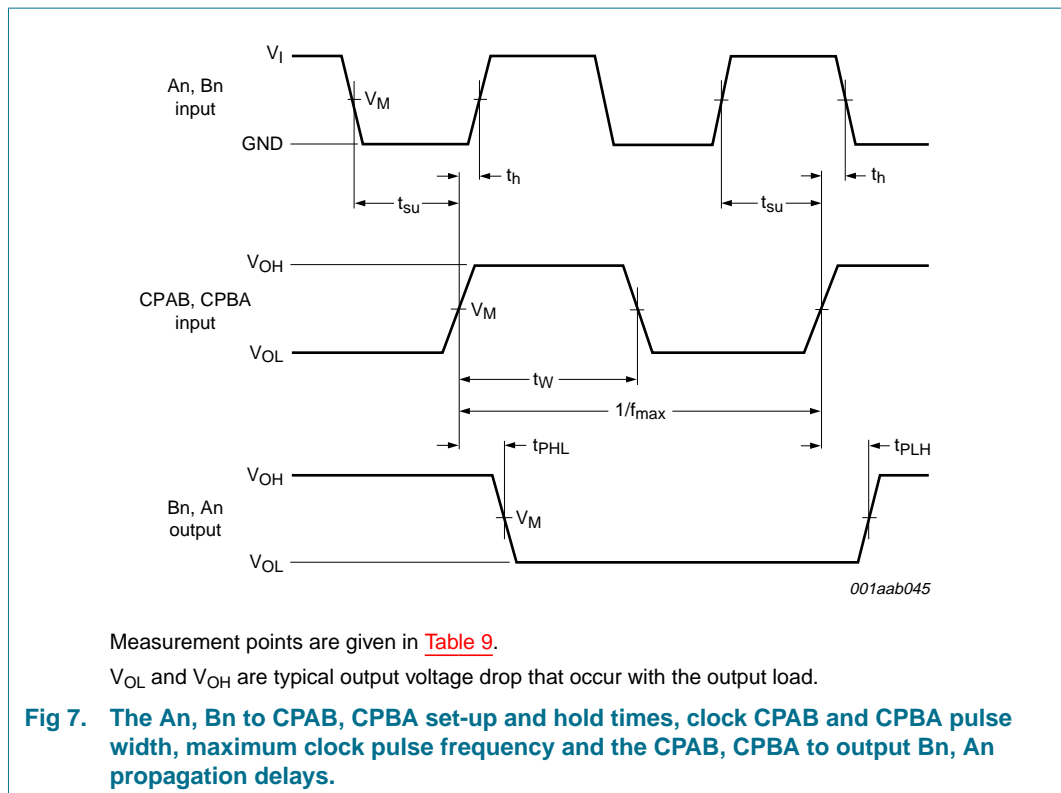 VI
An, Bn
input
VM
GND
th
th
tsu
tsu
VOH
CPAB, CPBA
input
VM
VOL
tW
1/fmax
tPHL
tPLH
VOH
Bn, An
output
VM
VOL
001aab045
Measurement points are given in Table 9.
VOL and VOH are typical output voltage drop that occur with the output load.
Fig 7. The An, Bn to CPAB, CPBA set-up and hold times, clock CPAB and CPBA pulse
width, maximum clock pulse frequency and the CPAB, CPBA to output Bn, An
propagation delays.